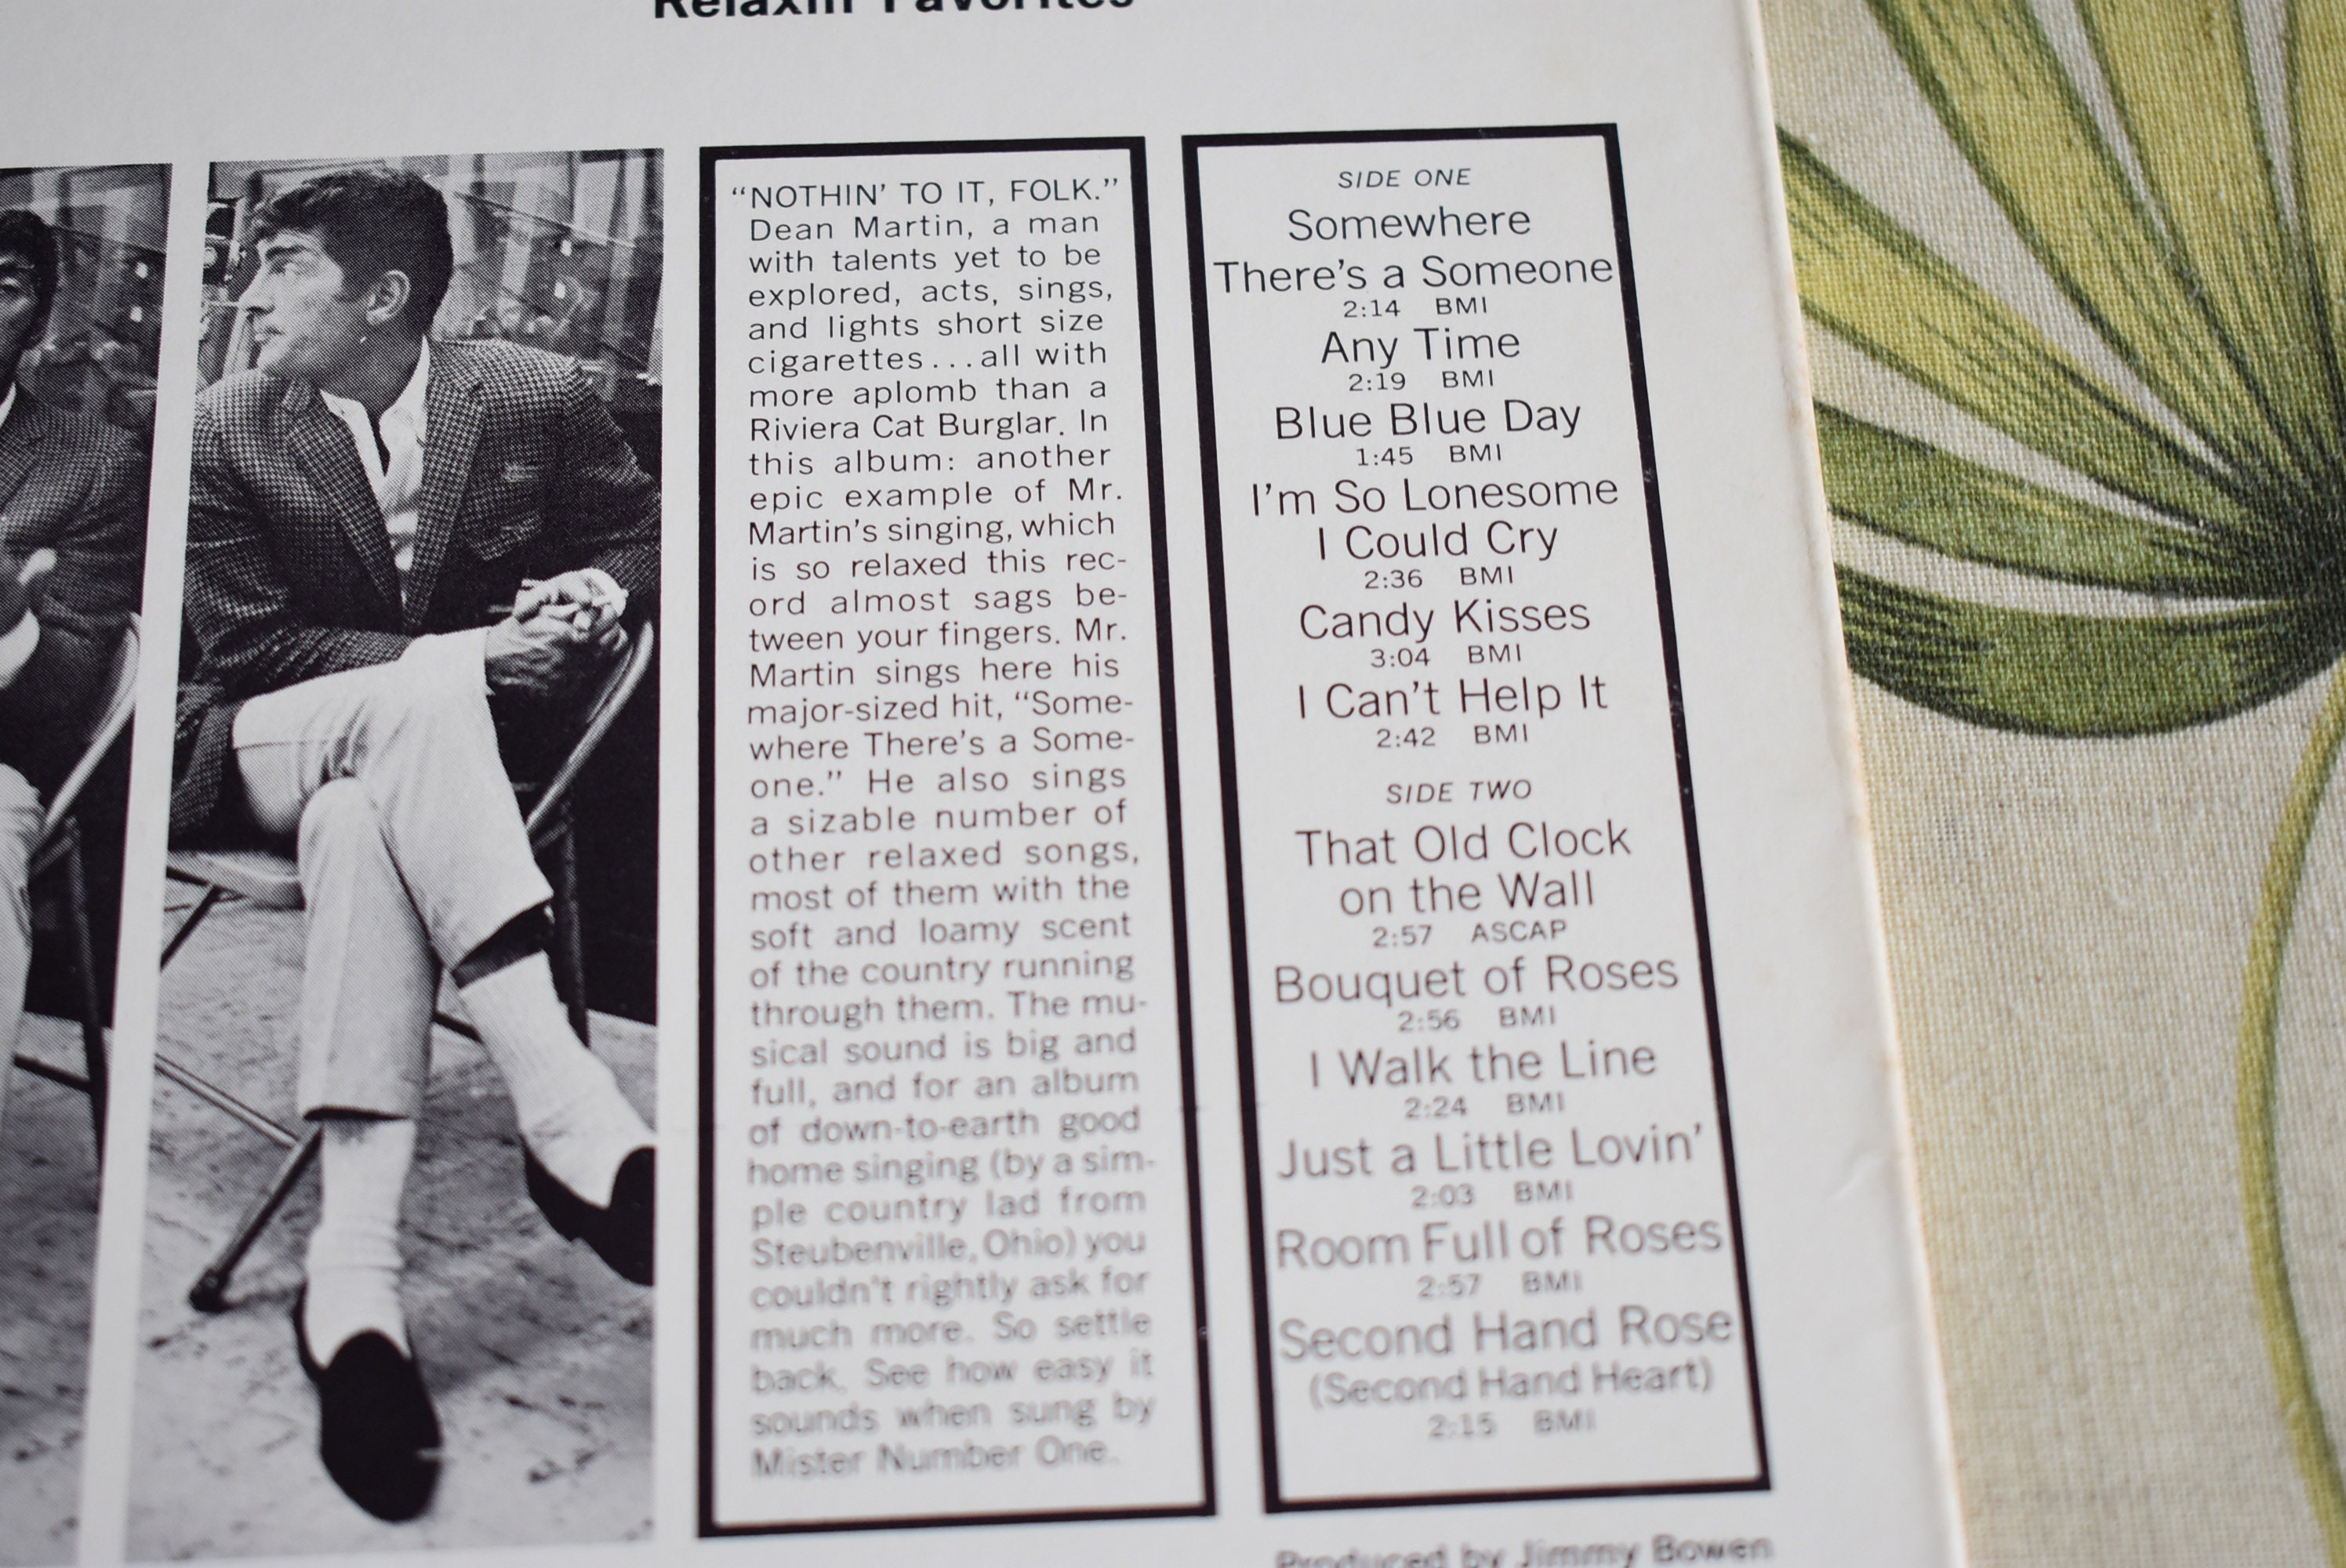 Relaxin' Favorites
“NOTHIN’ TO IT, FOLK.”
Dean Martin, a man
with talents yet to be
explored, acts, sings,
and lights short size
cigarettes...all with
more aplomb than a
Riviera Cat Burglar. In
this album: another
epic example of Mr.
Martin’s singing, which
is so relaxed this rec-
ord almost sags be-
tween your fingers. Mr.
Martin sings here his
major-sized hit, “Some-
where There’s a Some-
one.” He also sings
a sizable number of
other relaxed songs,
most of them with the
soft and loamy scent
of the country running
through them. The mu-
sical sound is big and
full, and for an album
of down-to-earth good
home singing (by a sim-
ple country lad from
Steubenville, Ohio) you
couldn’t rightly ask for
much more. So settle
back. See how easy it
sounds when sung by
Mister Number One.
SIDE ONE
Somewhere
There’s a Someone
2:14 BMI
Any Time
2:19 BMI
Blue Blue Day
1:45 BMI
I’m So Lonesome
I Could Cry
2:36 BMI
Candy Kisses
3:04 BMI
I Can’t Help It
2:42 BMI
SIDE TWO
That Old Clock
on the Wall
2:57 ASCAP
Bouquet of Roses
2:56 BMI
I Walk the Line
2:24 BMI
Just a Little Lovin’
2:03 BMI
Room Full of Roses
2:57 BMI
Second Hand Rose
(Second Hand Heart)
2:15 BMI
Produced by Jimmy Bowen